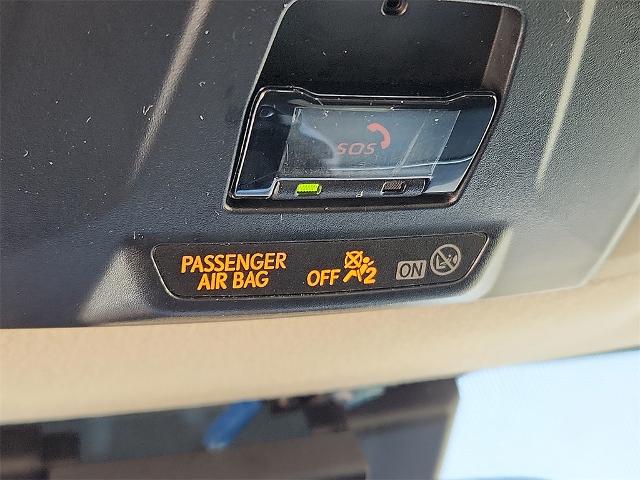 SOS
PASSENGER
AIR BAG
OFF 2
ON